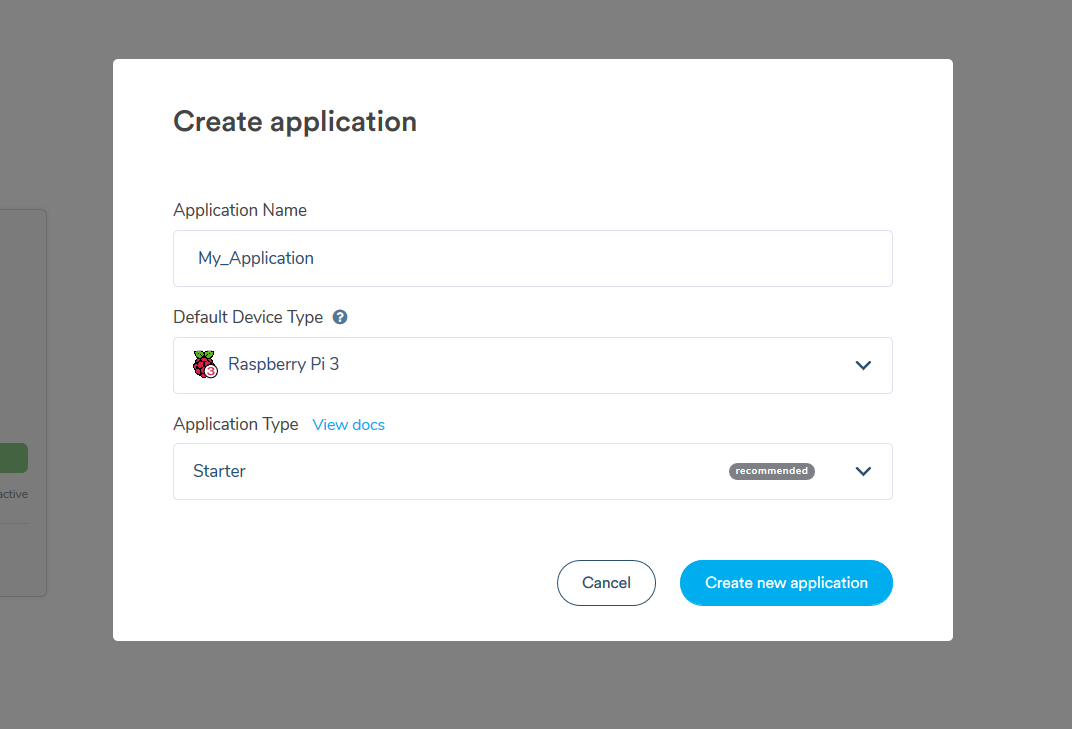 Create application
Application Name
My_Application
Default Device Type ?
3 Raspberry Pi 3
Application Type View docs
Starter recommended
active
Cancel Create new application